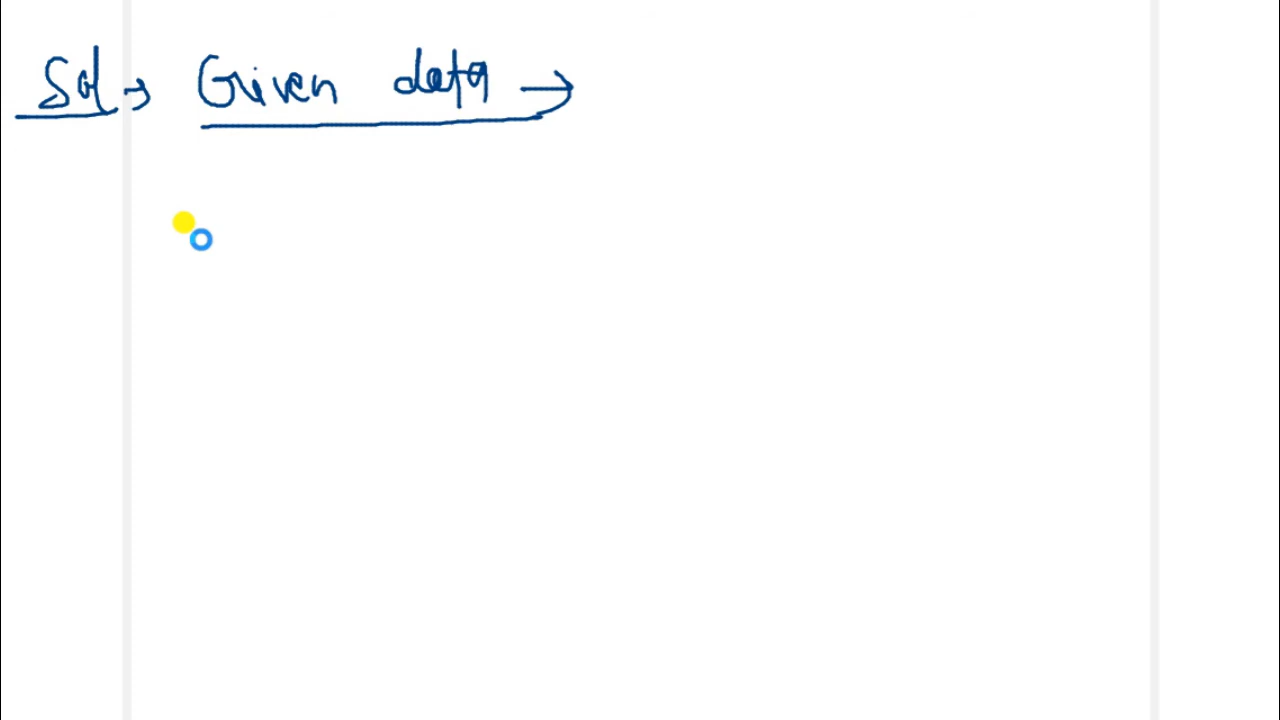 Sol → Given data →